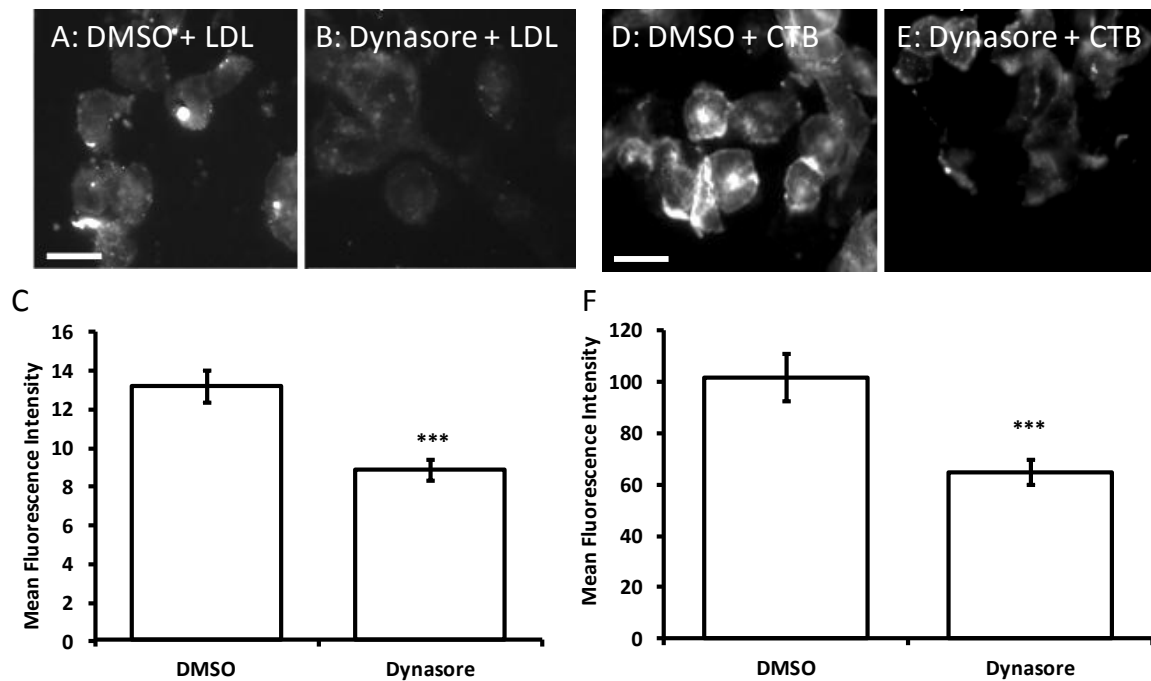 A: DMSO + LDL
B: Dynasore + LDL
D: DMSO + CTB
E: Dynasore + CTB
C
Mean Fluorescence Intensity
16
14
12
10
8
6
4
2
0
***
DMSO
Dynasore
F
Mean Fluorescence Intensity
120
100
80
60
40
20
0
***
DMSO
Dynasore